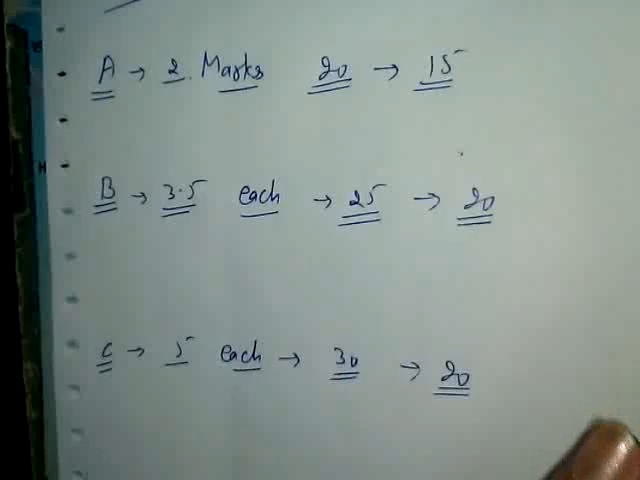 A → 2 Marks 20 → 15
B → 3.5 each → 25 → 20
C → 5 each → 30 → 20